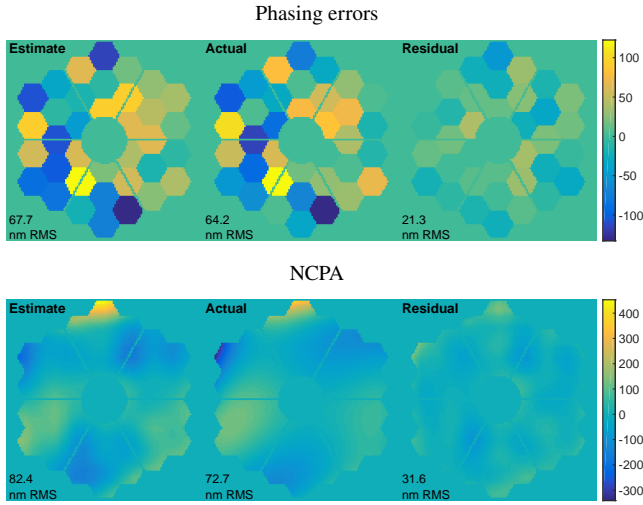 Phasing errors
Estimate
Actual
Residual
67.7
nm RMS
64.2
nm RMS
21.3
nm RMS
100
50
0
-50
-100
NCPA
Estimate
Actual
Residual
82.4
nm RMS
72.7
nm RMS
31.6
nm RMS
400
300
200
100
0
-100
-200
-300